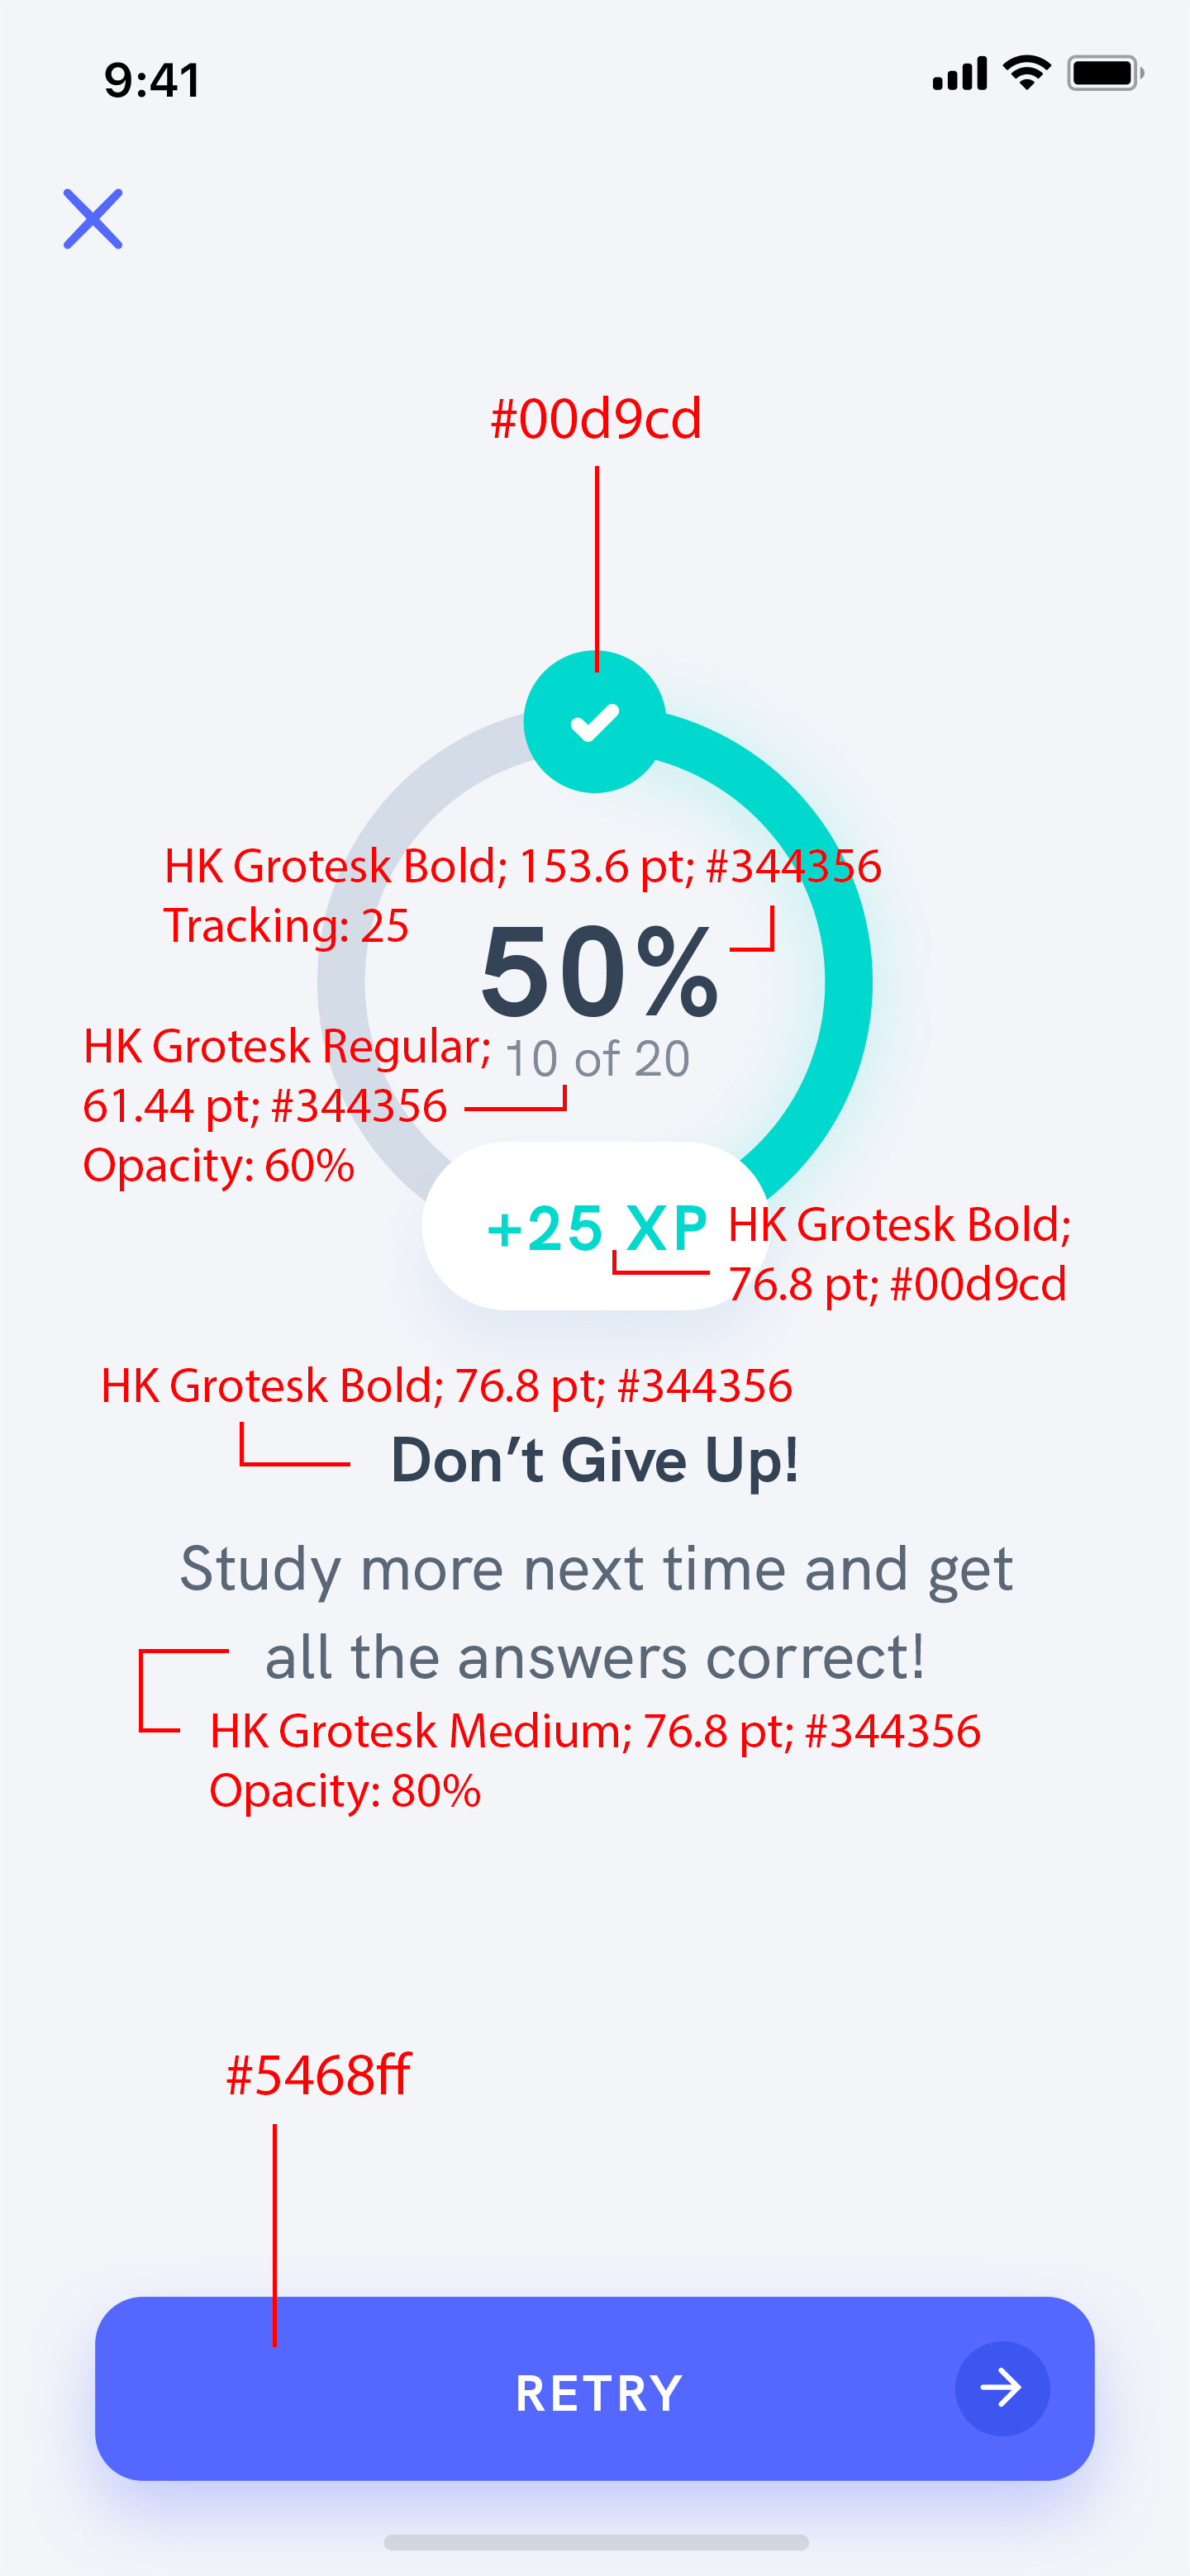 9:41
#00d9cd
HK Grotesk Bold; 153.6 pt; #344356
Tracking: 25
50%
HK Grotesk Regular;
10 of 20
61.44 pt; #344356
Opacity: 60%
+25 XP
HK Grotesk Bold;
76.8 pt; #00d9cd
HK Grotesk Bold; 76.8 pt; #344356
Don’t Give Up!
Study more next time and get
all the answers correct!
HK Grotesk Medium; 76.8 pt; #344356
Opacity: 80%
#5468ff
RETRY